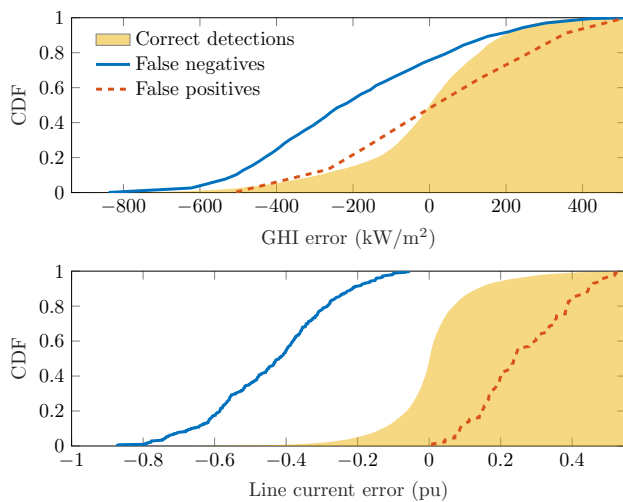 1
0.8
0.6
0.4
0.2
0
CDF
Correct detections
False negatives
False positives
−800 −600 −400 −200 0 200 400
GHI error (kW/m²)
1
0.8
0.6
0.4
0.2
0
CDF
−1 −0.8 −0.6 −0.4 −0.2 0 0.2 0.4
Line current error (pu)